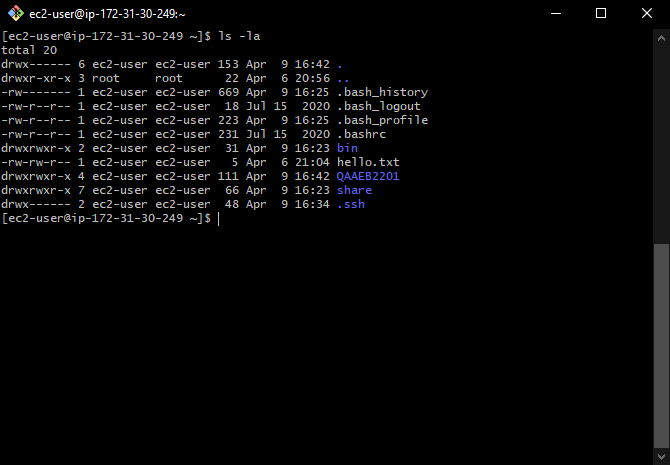 ec2-user@ip-172-31-30-249:~
[ec2-user@ip-172-31-30-249 ~]$ ls -la
total 20
drwx------ 6 ec2-user ec2-user 153 Apr  9 16:42 .
drwxr-xr-x 3 root     root      22 Apr  6 20:56 ..
-rw------- 1 ec2-user ec2-user 669 Apr  9 16:25 .bash_history
-rw-r--r-- 1 ec2-user ec2-user  18 Jul 15  2020 .bash_logout
-rw-r--r-- 1 ec2-user ec2-user 223 Apr  9 16:25 .bash_profile
-rw-r--r-- 1 ec2-user ec2-user 231 Jul 15  2020 .bashrc
drwxrwxr-x 2 ec2-user ec2-user  31 Apr  9 16:23 bin
-rw-rw-r-- 1 ec2-user ec2-user   5 Apr  6 21:04 hello.txt
drwxrwxr-x 4 ec2-user ec2-user 111 Apr  9 16:42 QAAEB2201
drwxrwxr-x 7 ec2-user ec2-user  66 Apr  9 16:23 share
drwx------ 2 ec2-user ec2-user  48 Apr  9 16:34 .ssh
[ec2-user@ip-172-31-30-249 ~]$